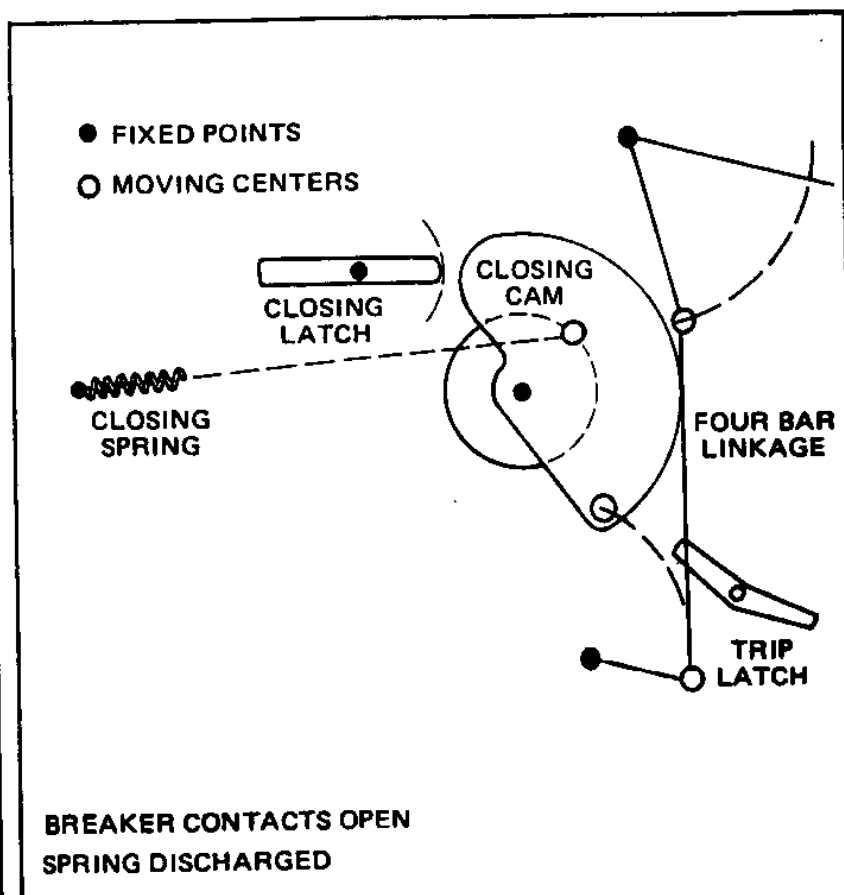 FIXED POINTS
MOVING CENTERS
CLOSING
LATCH
CLOSING
CAM
CLOSING
SPRING
FOUR BAR
LINKAGE
TRIP
LATCH
BREAKER CONTACTS OPEN
SPRING DISCHARGED